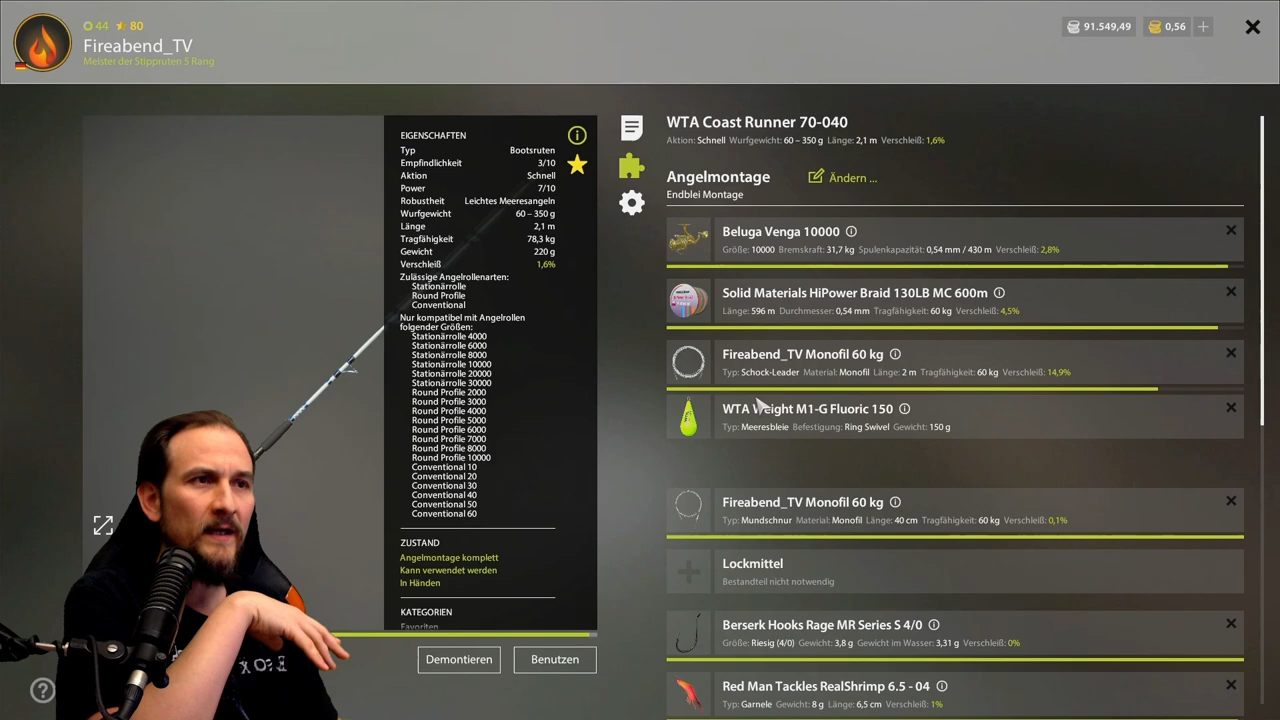 44 80
Fireabend_TV
Meister der Stippruten 5 Rang
91.549,49
0,56
EIGENSCHAFTEN
Typ Bootsruten
Empfindlichkeit 3/10
Aktion Schnell
Power 7/10
Robustheit Leichtes Meeresangeln
Wurfgewicht 60 – 350 g
Länge 2,1 m
Tragfähigkeit 78,3 kg
Gewicht 220 g
Verschleiß 1,6%
Zulässige Angelrollenarten:
Stationärrolle
Round Profile
Conventional
Nur kompatibel mit Angelrollen
folgender Größen:
Stationärrolle 4000
Stationärrolle 6000
Stationärrolle 8000
Stationärrolle 10000
Stationärrolle 20000
Stationärrolle 30000
Round Profile 2000
Round Profile 3000
Round Profile 4000
Round Profile 5000
Round Profile 6000
Round Profile 7000
Round Profile 8000
Round Profile 10000
Conventional 10
Conventional 20
Conventional 30
Conventional 40
Conventional 50
Conventional 60
ZUSTAND
Angelmontage komplett
Kann verwendet werden
In Händen
KATEGORIEN
Favoriten
Demontieren
Benutzen
WTA Coast Runner 70-040
Aktion: Schnell Wurfgewicht: 60 – 350 g Länge: 2,1 m Verschleiß: 1,6%
Angelmontage
Ändern ...
Endblei Montage
Beluga Venga 10000
Größe: 10000 Bremskraft: 31,7 kg Spulenkapazität: 0,54 mm / 430 m Verschleiß: 2,8%
Solid Materials HiPower Braid 130LB MC 600m
Länge: 596 m Durchmesser: 0,54 mm Tragfähigkeit: 60 kg Verschleiß: 4,5%
Fireabend_TV Monofil 60 kg
Typ: Schock-Leader Material: Monofil Länge: 2 m Tragfähigkeit: 60 kg Verschleiß: 14,9%
WTA Weight M1-G Fluoric 150
Typ: Meeresbleie Befestigung: Ring Swivel Gewicht: 150 g
Fireabend_TV Monofil 60 kg
Typ: Mundschnur Material: Monofil Länge: 40 cm Tragfähigkeit: 60 kg Verschleiß: 0,1%
Lockmittel
Bestandteil nicht notwendig
Berserk Hooks Rage MR Series S 4/0
Größe: Riesig (4/0) Gewicht: 3,8 g Gewicht im Wasser: 3,31 g Verschleiß: 0%
Red Man Tackles RealShrimp 6.5 - 04
Typ: Garnele Gewicht: 8 g Länge: 6,5 cm Verschleiß: 1%